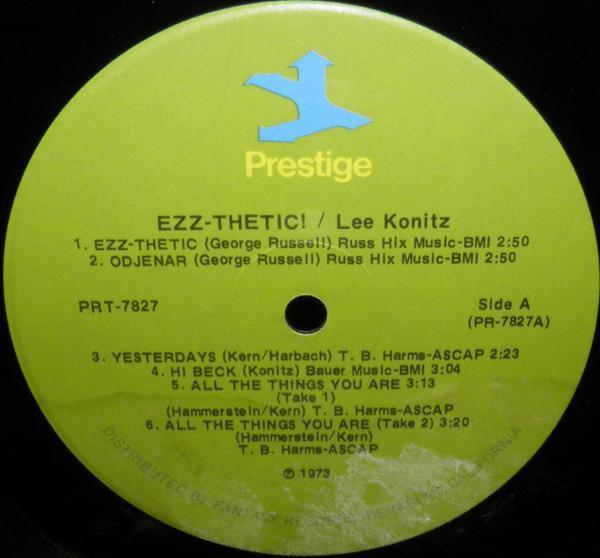 Prestige
EZZ-THETIC! / Lee Konitz
1. EZZ-THETIC (George Russell) Russ Hix Music-BMI 2:50
2. ODJENAR (George Russell) Russ Hix Music-BMI 2:50
PRT-7827
Side A
(PR-7827A)
3. YESTERDAYS (Kern/Harbach) T. B. Harms-ASCAP 2:23
4. HI BECK (Konitz) Bauer Music-BMI 3:04
5. ALL THE THINGS YOU ARE 3:13
(Take 1)
(Hammerstein/Kern) T. B. Harms-ASCAP
6. ALL THE THINGS YOU ARE (Take 2) 3:20
(Hammerstein/Kern)
T. B. Harms-ASCAP
℗ 1973
DISTRIBUTED BY FANTASY RECORDS, BERKELEY, CALIFORNIA